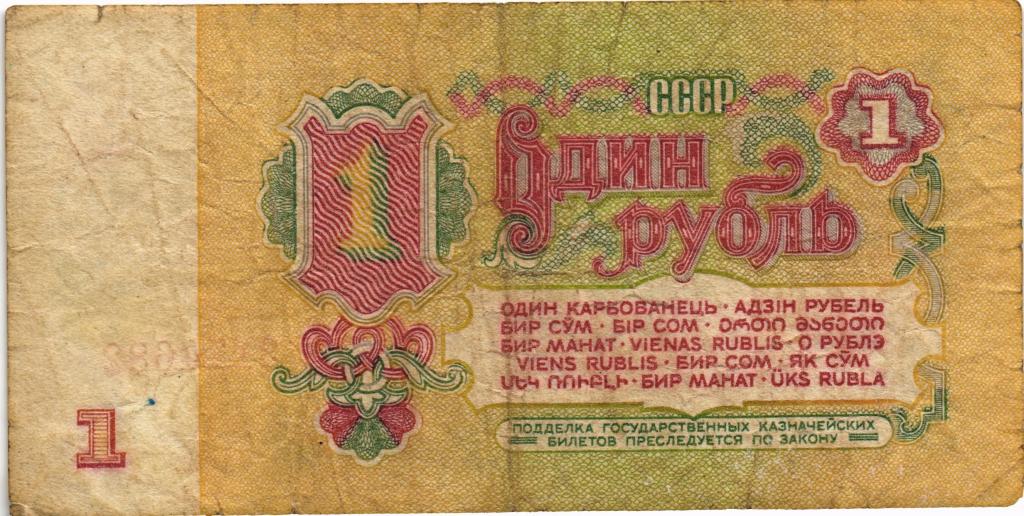 СССР
1
Один
рубль
1
ОДИН КАРБОВАНЕЦЬ · АДЗІН РУБЕЛЬ
БИР СЎМ · БІР СОМ · ᲝᲠᲗᲘ ᲛᲐᲜᲔᲗᲘ
БИР МАНАТ · VIENAS RUBLIS · О РУБЛЭ
VIENS RUBLIS · БИР СОМ · ЯК СӮМ
ՄԵԿ ՌՈՒԲԼԻ · БИР МАНАТ · ÜKS RUBLA
ПОДДЕЛКА ГОСУДАРСТВЕННЫХ КАЗНАЧЕЙСКИХ
БИЛЕТОВ ПРЕСЛЕДУЕТСЯ ПО ЗАКОНУ
1